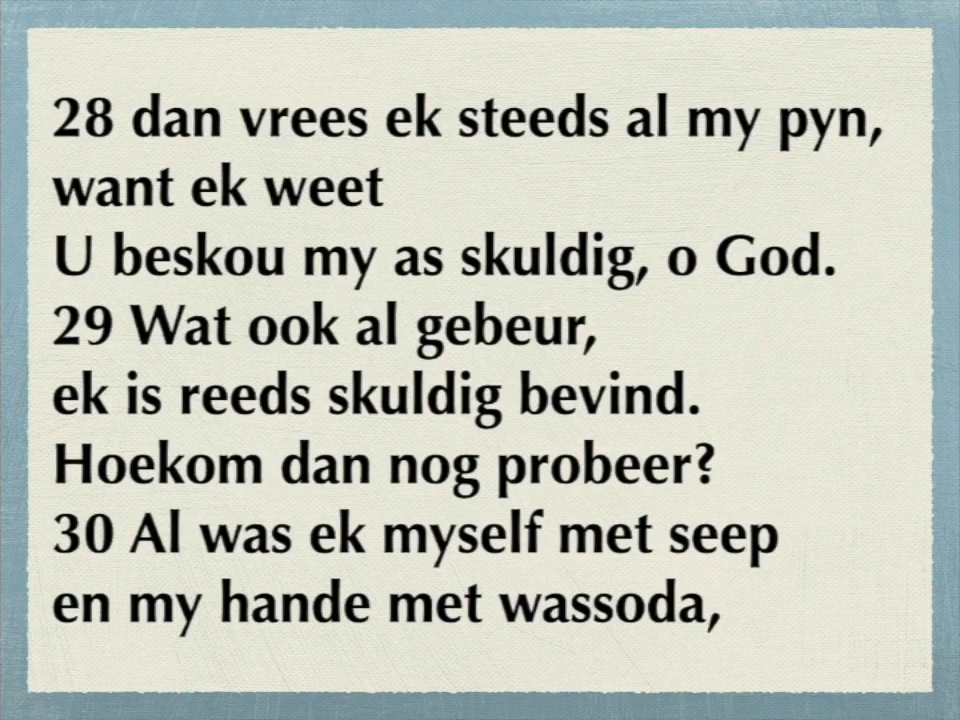 28 dan vrees ek steeds al my pyn,
want ek weet
U beskou my as skuldig, o God.
29 Wat ook al gebeur,
ek is reeds skuldig bevind.
Hoekom dan nog probeer?
30 Al was ek myself met seep
en my hande met wassoda,